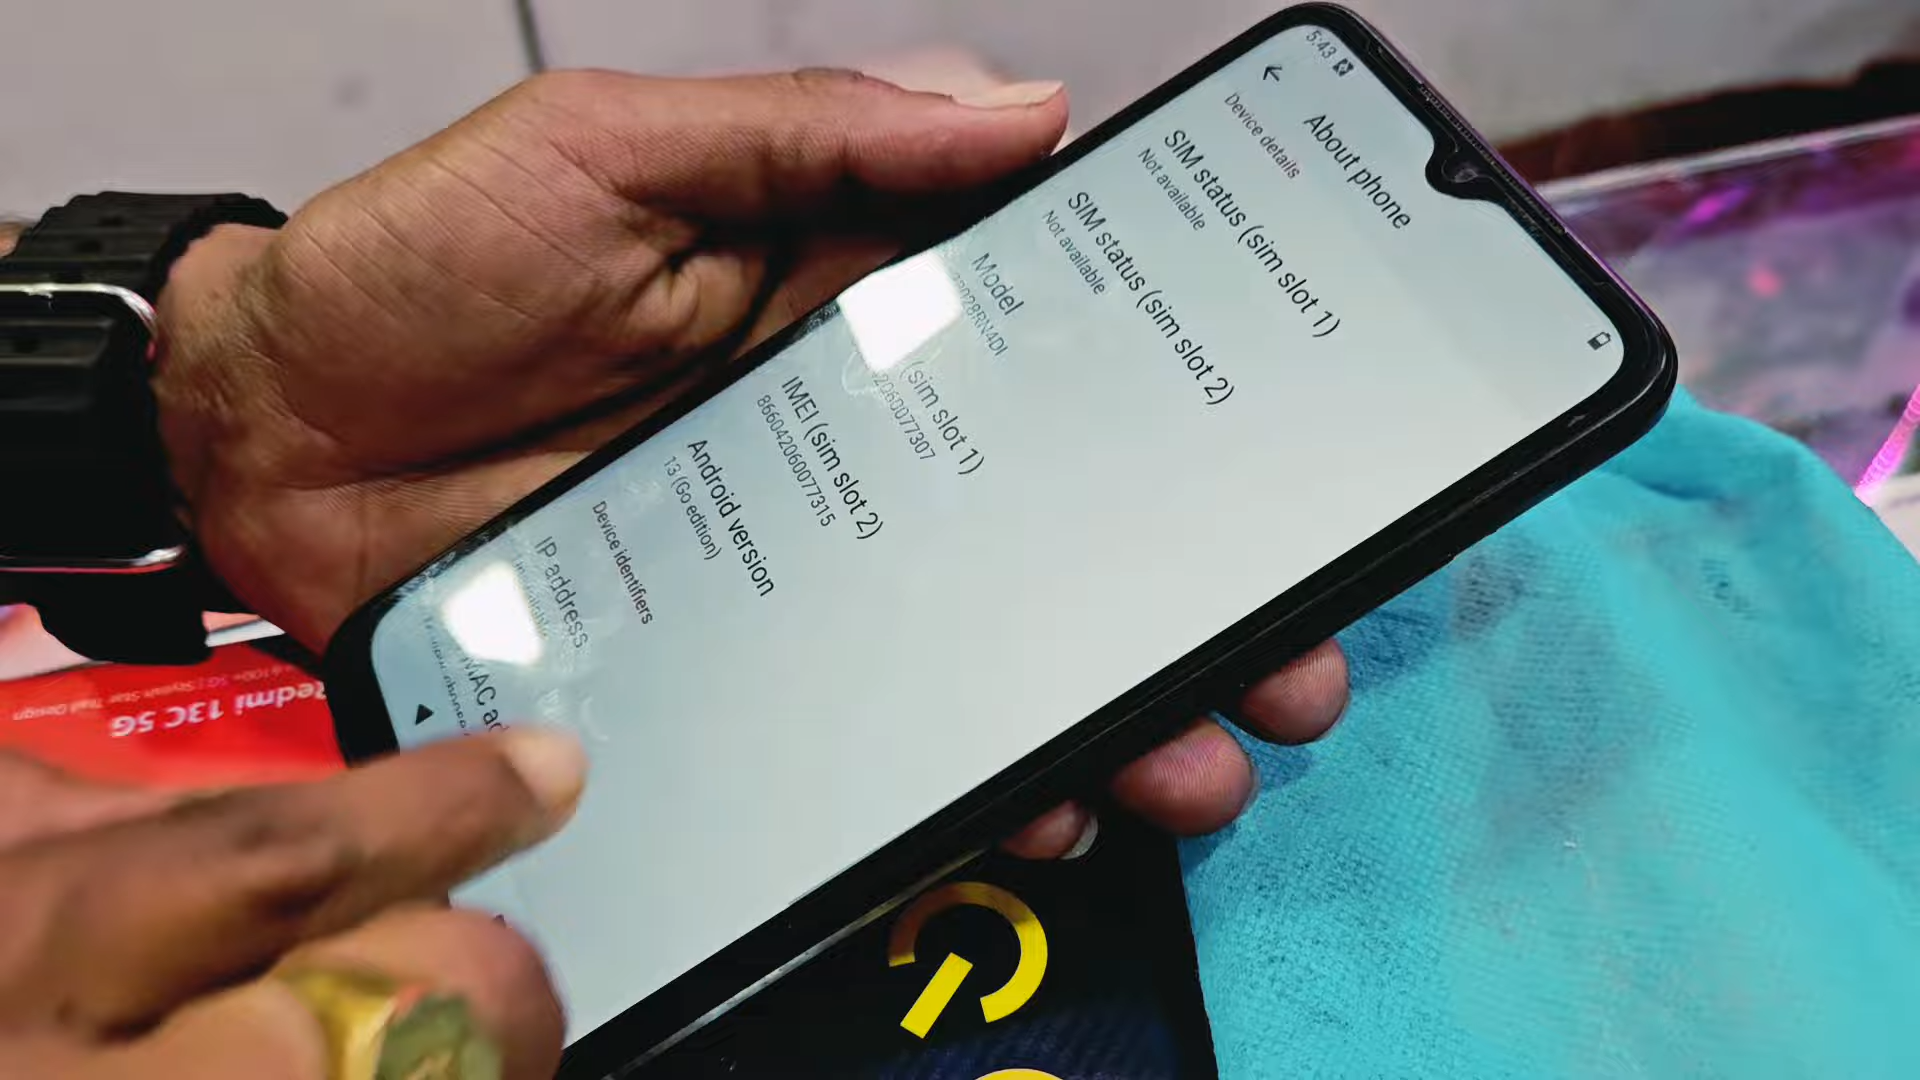 5:43
About phone
Device details
SIM status (sim slot 1)
Not available
SIM status (sim slot 2)
Not available
Model
(sim slot 1)
IMEI (sim slot 2)
866042060077315
Android version
13 (Go edition)
Device identifiers
IP address
MAC
Redmi 13C 5G